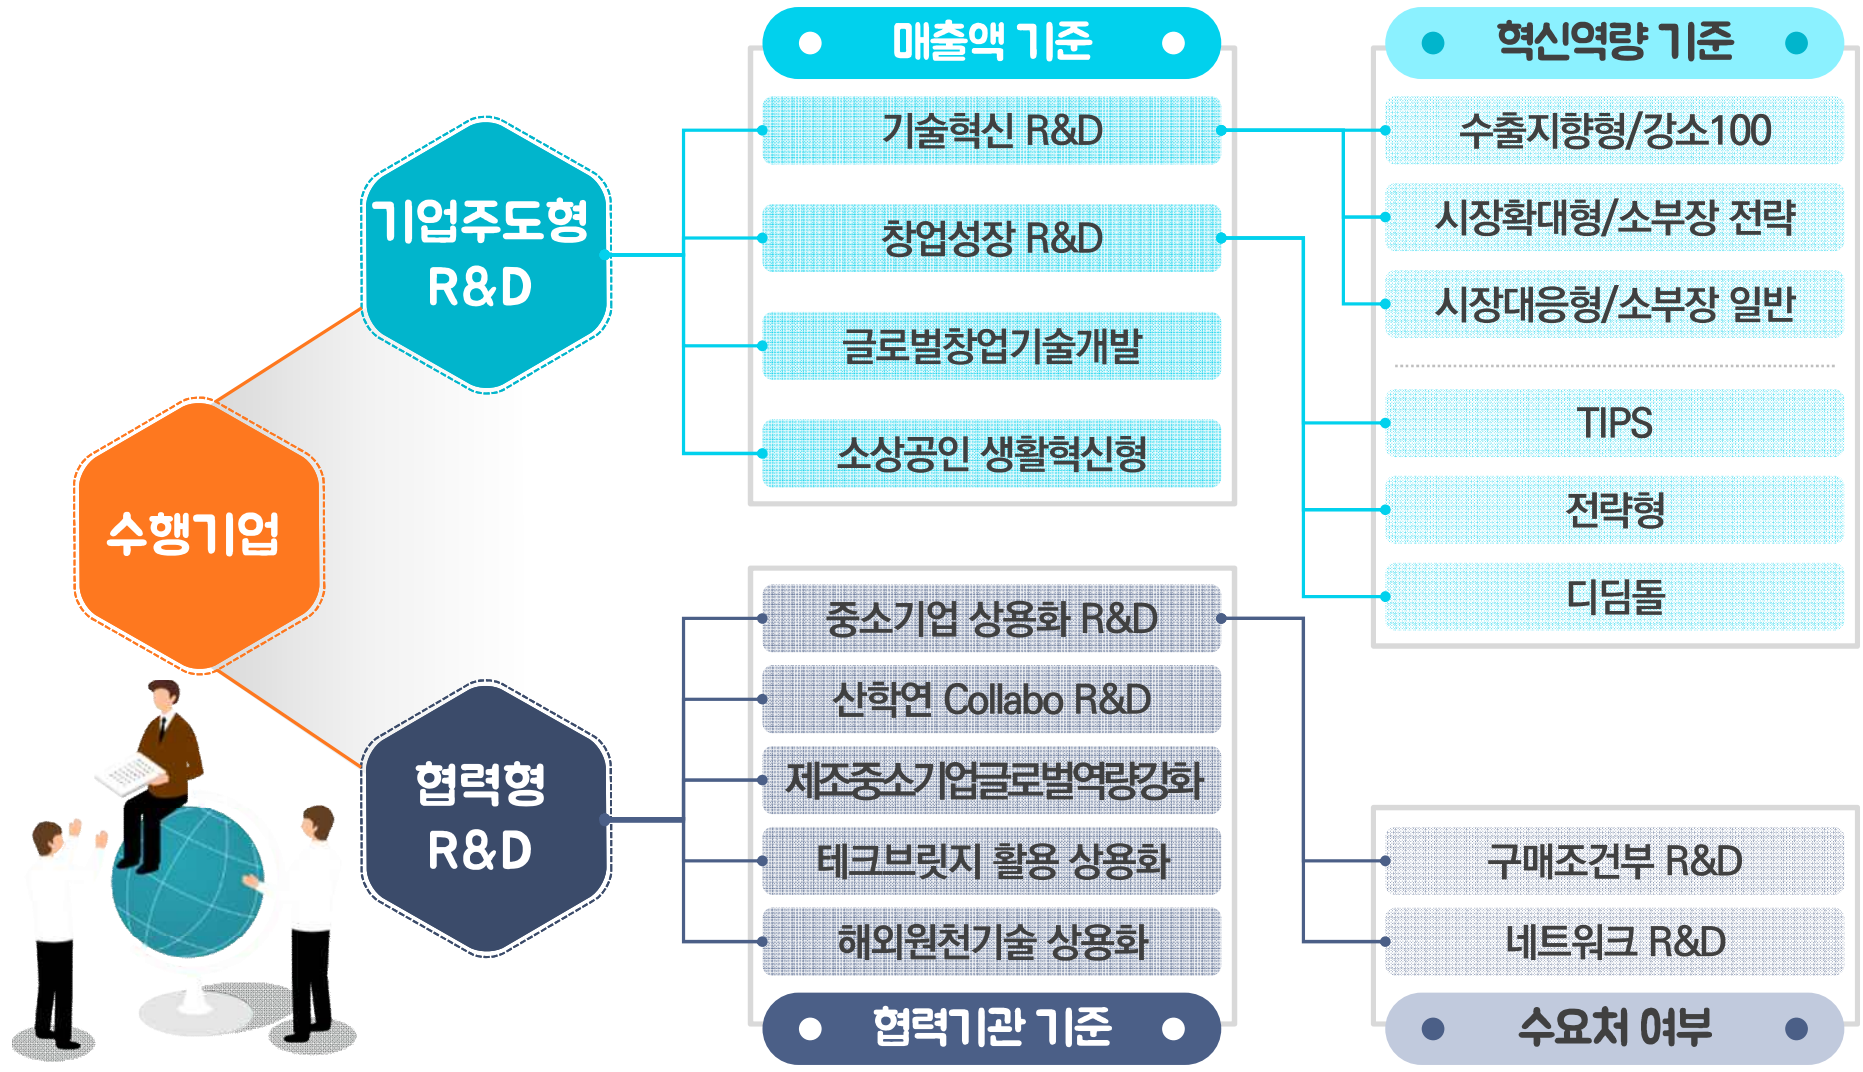 수행기업
기업주도형
R&D
매출액 기준
기술혁신 R&D
창업성장 R&D
글로벌창업기술개발
소상공인 생활혁신형
혁신역량 기준
수출지향형/강소100
시장확대형/소부장 전략
시장대응형/소부장 일반
TIPS
전략형
디딤돌
협력형
R&D
중소기업 상용화 R&D
산학연 Collabo R&D
제조중소기업글로벌역량강화
테크브릿지 활용 상용화
해외원천기술 상용화
협력기관 기준
구매조건부 R&D
네트워크 R&D
수요처 여부